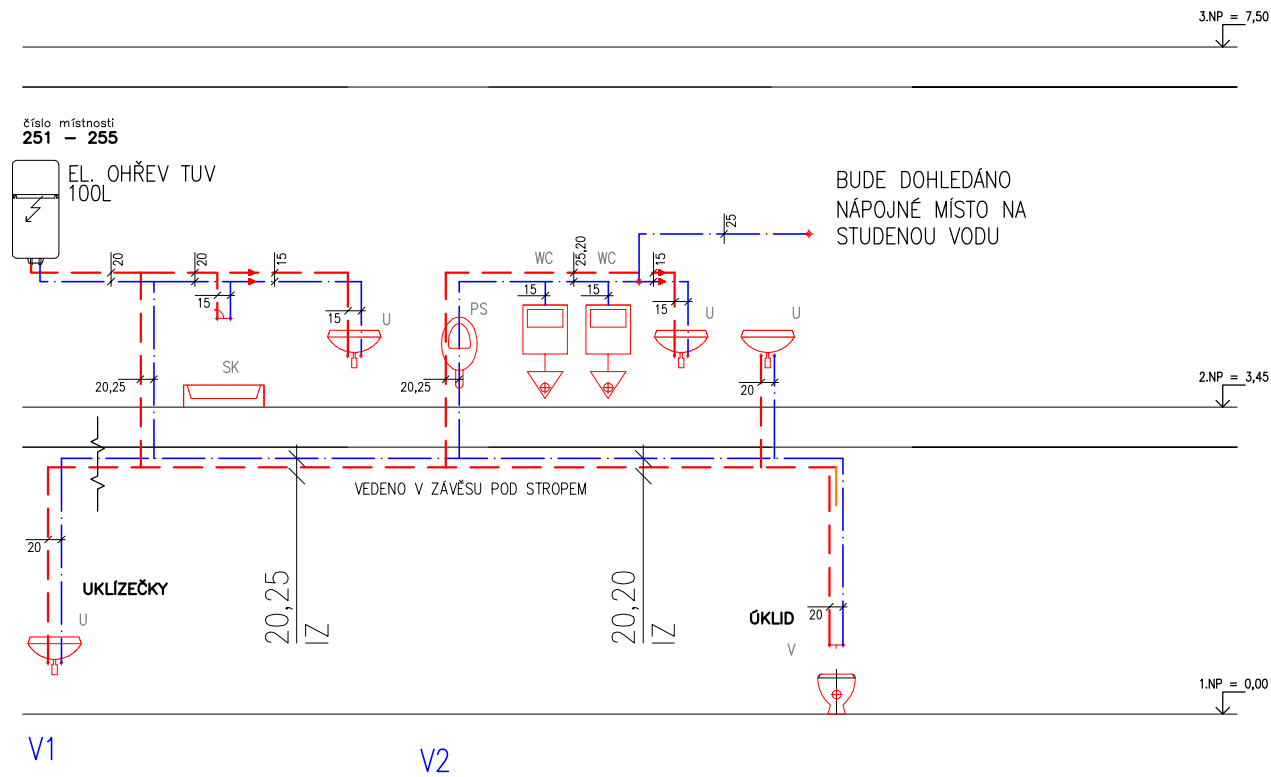 3.NP = 7,50
číslo místnosti
251 – 255
EL. OHŘEV TUV
100L
BUDE DOHLEDÁNO
NÁPOJNÉ MÍSTO NA
STUDENOU VODU
25
20
20
15
WC
25,20
WC
15
15
15
15
15
15
U
PS
U
U
SK
20,25
20,25
20
2.NP = 3,45
VEDENO V ZÁVĚSU POD STROPEM
20
UKLÍZEČKY
U
20,25
IZ
20,20
IZ
ÚKLID
20
V
1.NP = 0,00
V1
V2